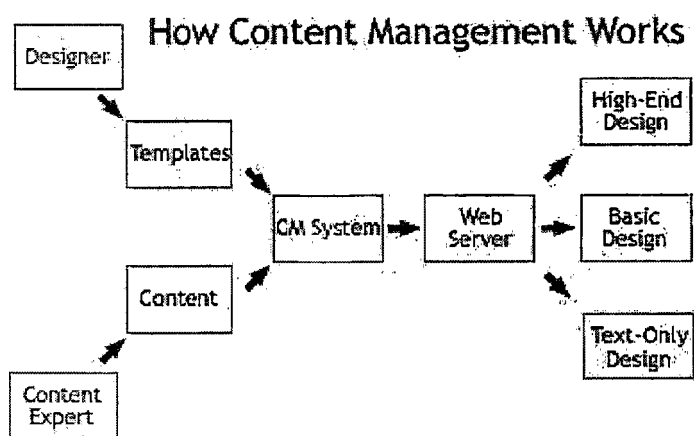 How Content Management Works
Designer
Templates
Content
Content
Expert
CM System
Web
Server
High-End
Design
Basic
Design
Text-Only
Design